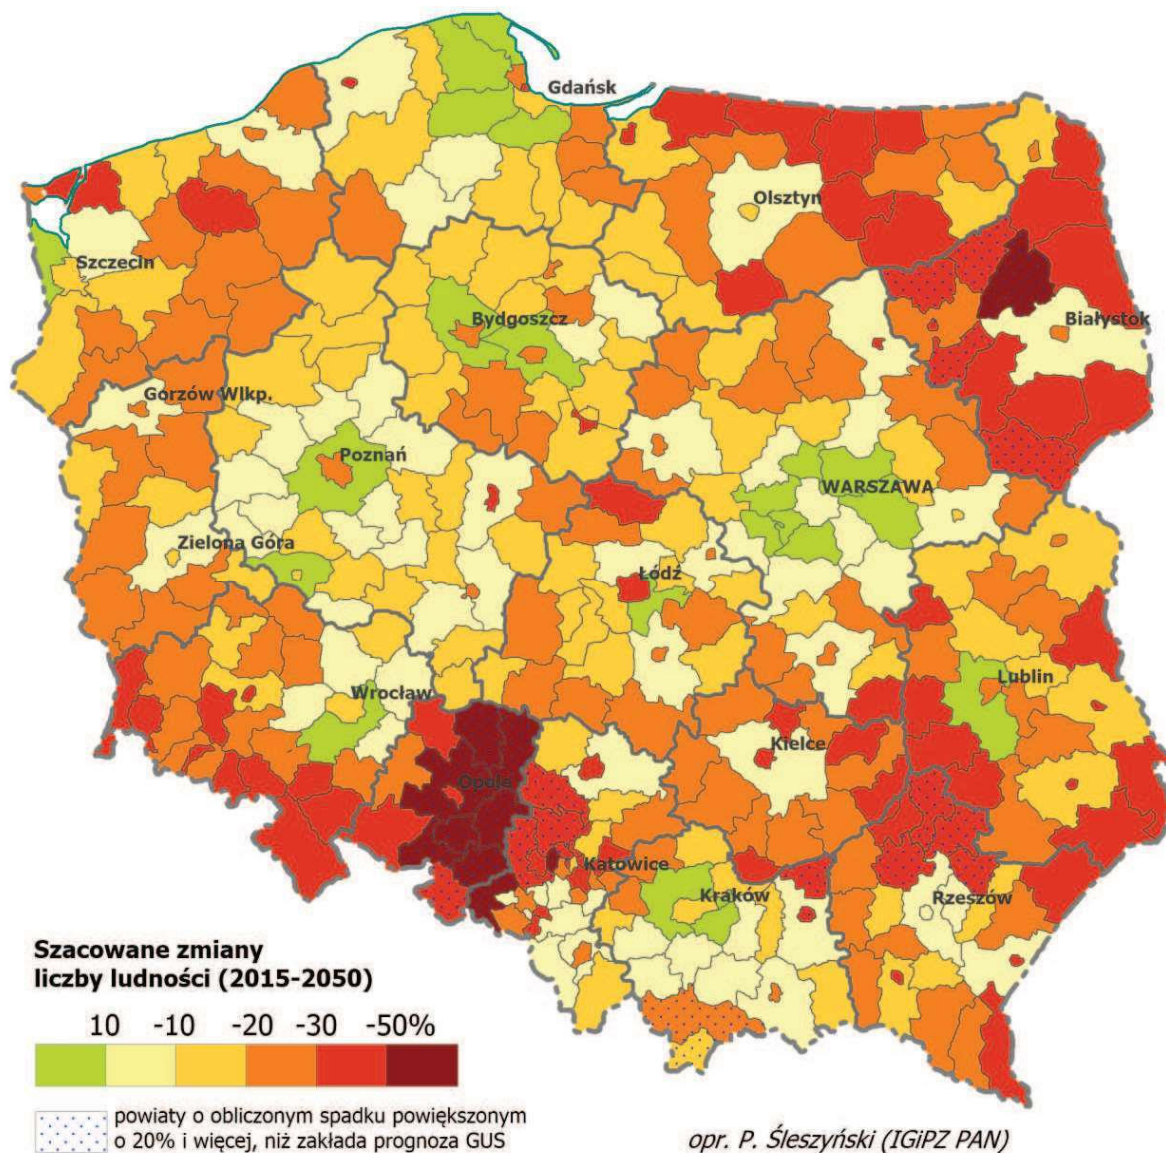 Gdańsk
Olsztyn
Szczecin
Bydgoszcz
Białystok
Gorzów Wlkp.
Poznań
WARSZAWA
Zielona Góra
Łódź
Lublin
Wrocław
Kielce
Opole
Katowice
Kraków
Rzeszów
Szacowane zmiany
liczby ludności (2015-2050)
10 -10 -20 -30 -50%
powiaty o obliczonym spadku powiększonym
o 20% i więcej, niż zakłada prognoza GUS
opr. P. Śleszyński (IGiPZ PAN)